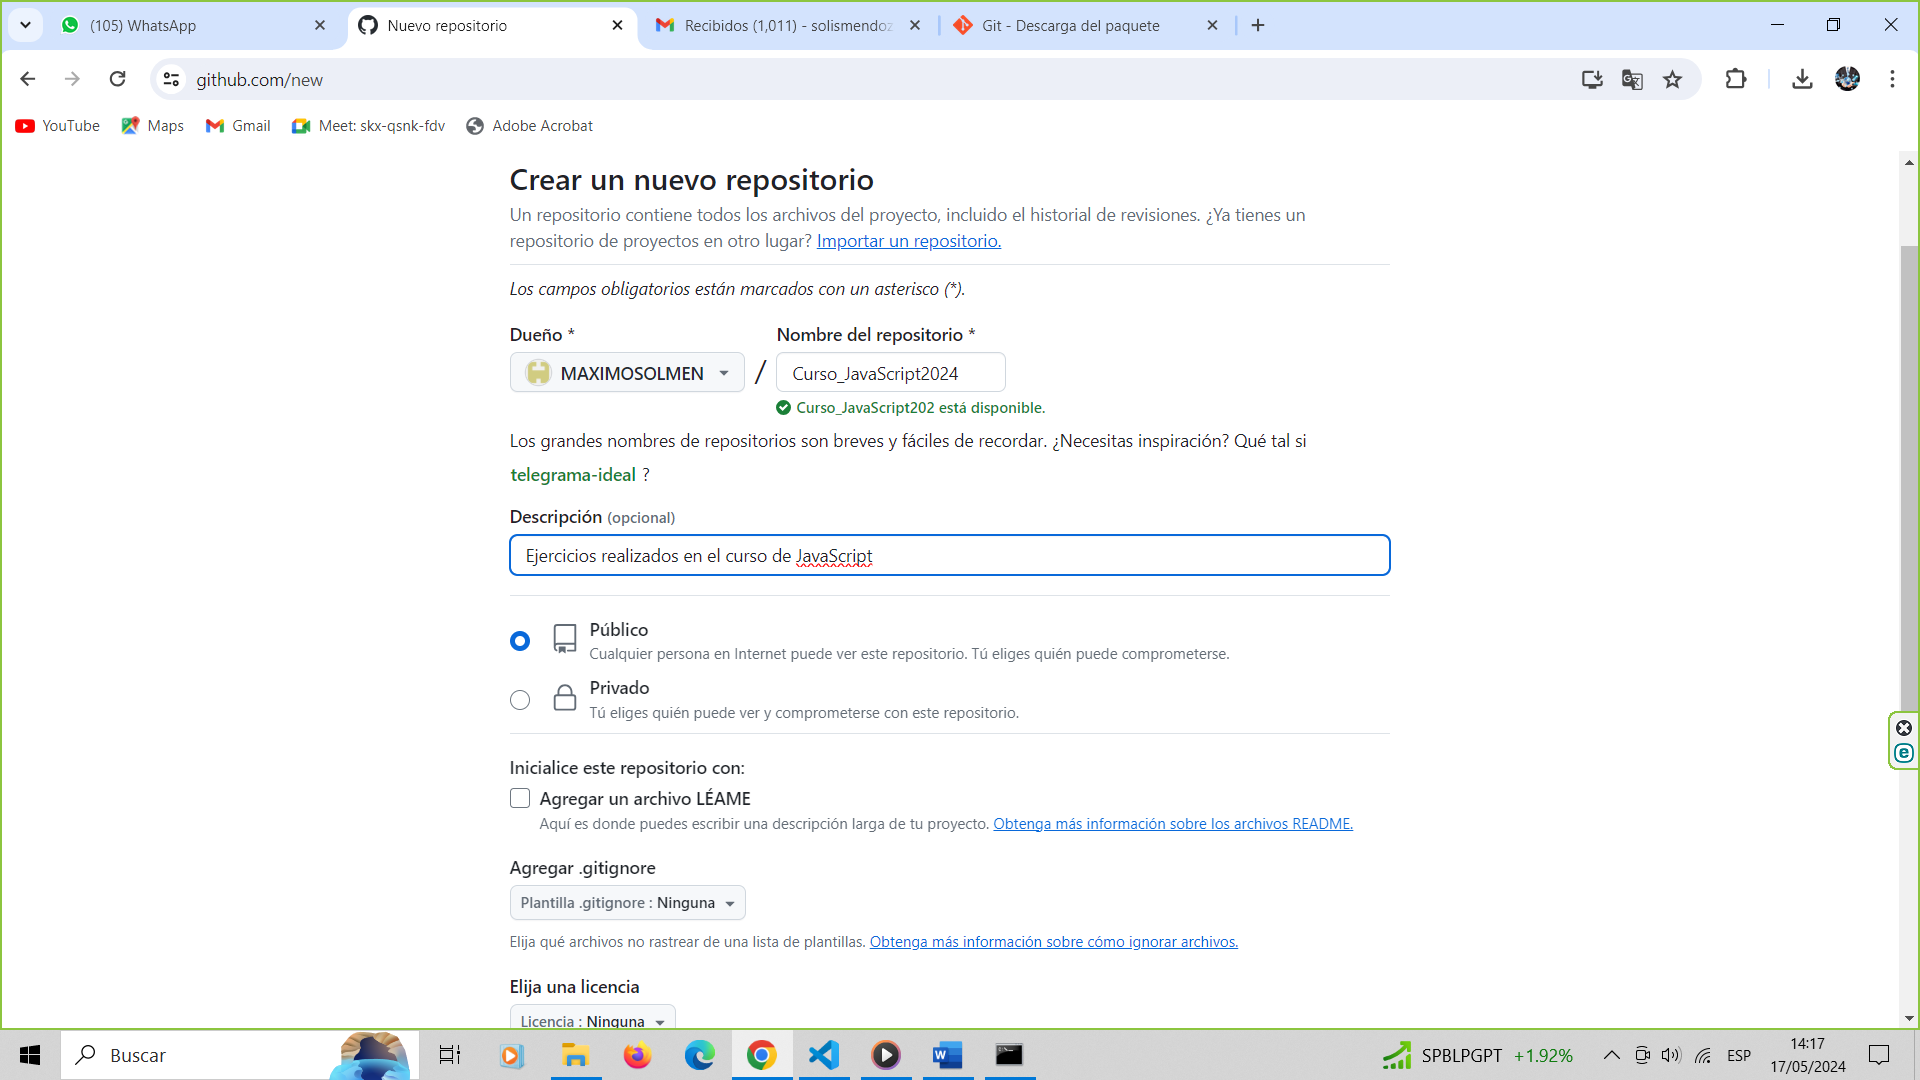 (105) WhatsApp
Nuevo repositorio
Recibidos (1,011) - solismendoz
Git - Descarga del paquete
github.com/new
YouTube
Maps
Gmail
Meet: skx-qsnk-fdv
Adobe Acrobat
Crear un nuevo repositorio
Un repositorio contiene todos los archivos del proyecto, incluido el historial de revisiones. ¿Ya tienes un
repositorio de proyectos en otro lugar? Importar un repositorio.
Los campos obligatorios están marcados con un asterisco (*).
Dueño *
Nombre del repositorio *
MAXIMOSOLMEN
/
Curso_JavaScript2024
Curso_JavaScript202 está disponible.
Los grandes nombres de repositorios son breves y fáciles de recordar. ¿Necesitas inspiración? Qué tal si
telegrama-ideal ?
Descripción (opcional)
Ejercicios realizados en el curso de JavaScript
Público
Cualquier persona en Internet puede ver este repositorio. Tú eliges quién puede comprometerse.
Privado
Tú eliges quién puede ver y comprometerse con este repositorio.
Inicialice este repositorio con:
Agregar un archivo LÉAME
Aquí es donde puedes escribir una descripción larga de tu proyecto. Obtenga más información sobre los archivos README.
Agregar .gitignore
Plantilla .gitignore : Ninguna
Elija qué archivos no rastrear de una lista de plantillas. Obtenga más información sobre cómo ignorar archivos.
Elija una licencia
Licencia : Ninguna
Buscar
SPBLPGPT +1.92%
ESP
14:17
17/05/2024